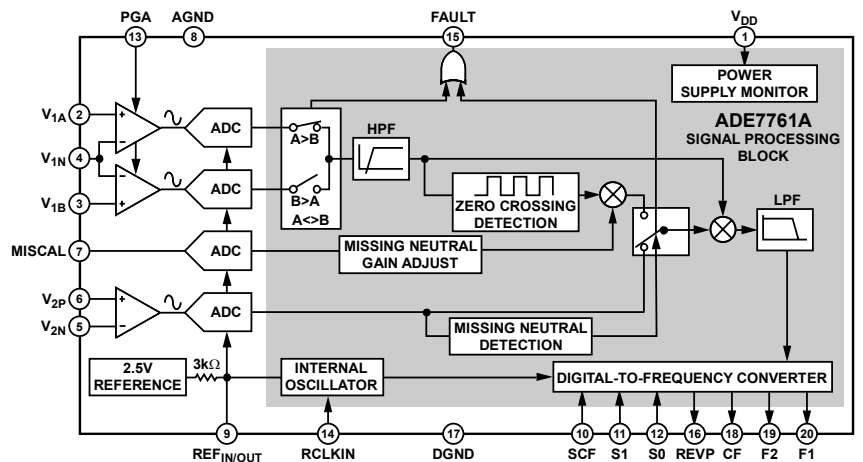 PGA AGND FAULT VDD
13 8 15 1
POWER
SUPPLY MONITOR
ADE7761A
SIGNAL PROCESSING
BLOCK
V1A 2 + − ADC
A>B
HPF
V1N 4
V1B 3 − + ADC
B>A
A<>B
ZERO CROSSING
DETECTION
LPF
MISCAL 7 ADC
MISSING NEUTRAL
GAIN ADJUST
V2P 6 + ADC
V2N 5 −
MISSING NEUTRAL
DETECTION
2.5V
REFERENCE
3kΩ
INTERNAL
OSCILLATOR
DIGITAL-TO-FREQUENCY CONVERTER
9 14 17 10 11 12 16 18 19 20
REFIN/OUT RCLKIN DGND SCF S1 S0 REVP CF F2 F1